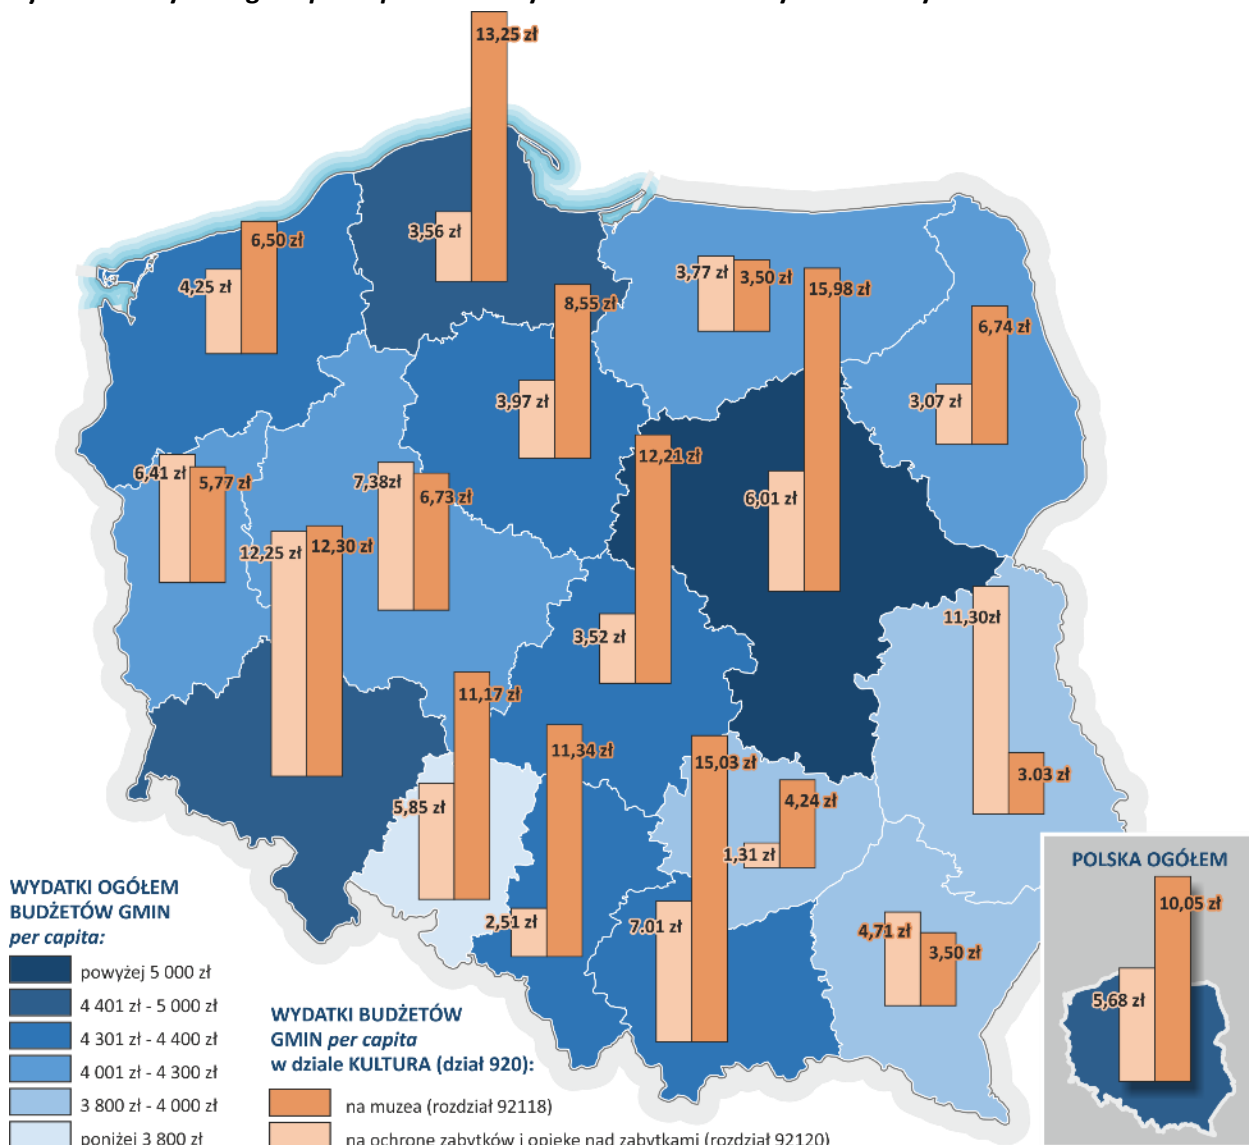 13,25 zł
3,56 zł
6,50 zł
4,25 zł
3,77 zł
3,50 zł
15,98 zł
8,55 zł
6,74 zł
3,97 zł
3,07 zł
12,21 zł
6,41 zł
5,77 zł
7,38zł
6,73 zł
6,01 zł
12,25 zł
12,30 zł
11,30zł
3,52 zł
11,17 zł
11,34 zł
15,03 zł
3.03 zł
5,85 zł
4,24 zł
1,31 zł
2,51 zł
7.01 zł
4,71 zł
3,50 zł
POLSKA OGÓŁEM
10,05 zł
5,68 zł
WYDATKI OGÓŁEM
BUDŻETÓW GMIN
per capita:
powyżej 5 000 zł
4 401 zł - 5 000 zł
4 301 zł - 4 400 zł
4 001 zł - 4 300 zł
3 800 zł - 4 000 zł
poniżej 3 800 zł
WYDATKI BUDŻETÓW
GMIN per capita
w dziale KULTURA (dział 920):
na muzea (rozdział 92118)
na ochronę zabytków i opiekę nad zabytkami (rozdział 92120)